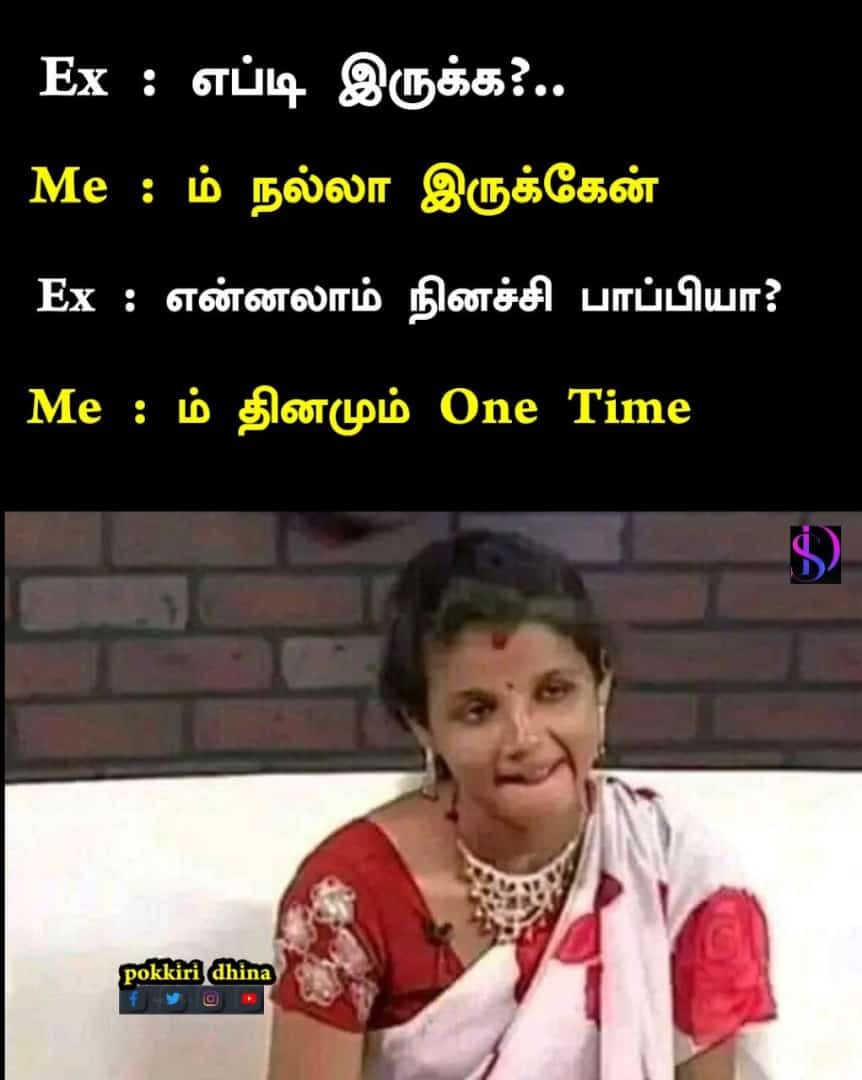 Ex : எப்டி இருக்க?..
Me : ம் நல்லா இருக்கேன்
Ex : என்னலாம் நினச்சி பாப்பியா?
Me : ம் தினமும் One Time
pokkiri dhina